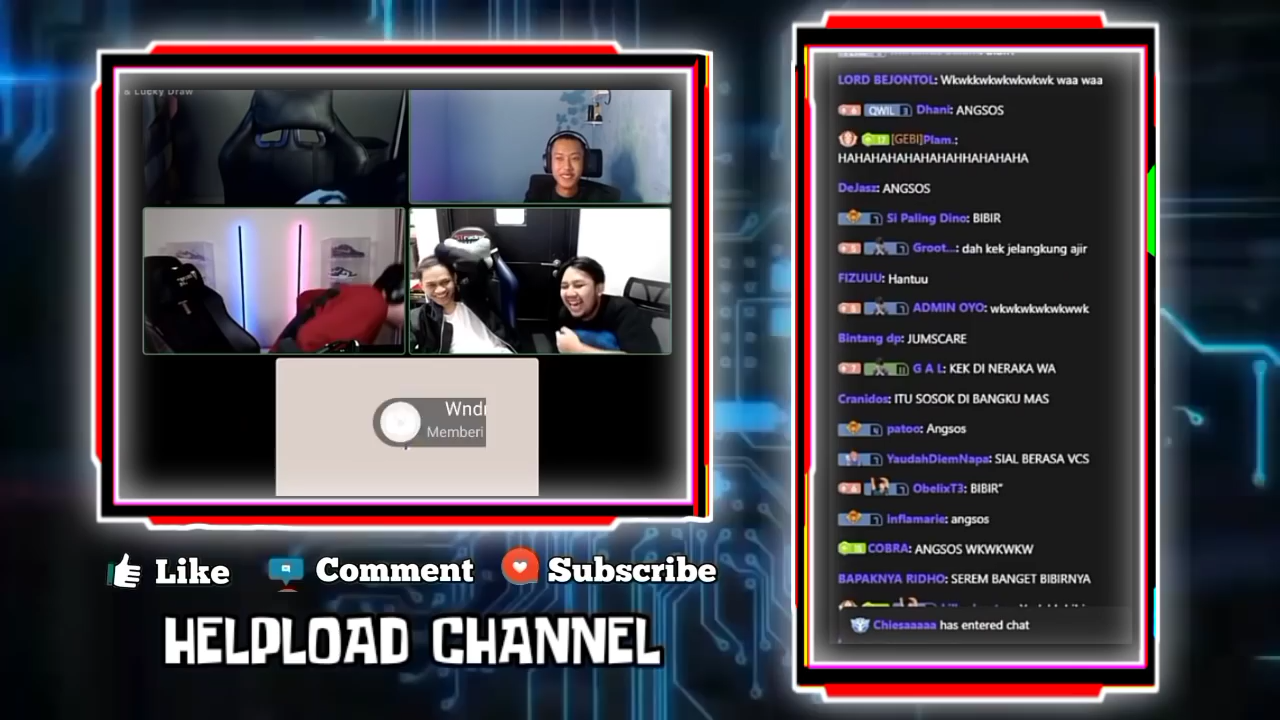 & Lucky Draw
Wndr
Memberi
Like
Comment
Subscribe
HELPLOAD CHANNEL
LORD BEJONTOL: Wkwkkwkwkwkwkwk waa waa
QWIL Dhani: ANGSOS
17 [GEBI]Plam.:
HAHAHAHAHAHAHAHHAHAHAHA
DeJasz: ANGSOS
Si Paling Dino: BIBIR
Groot...: dah kek jelangkung ajir
FIZUUU: Hantuu
ADMIN OYO: wkwkwkwkwkwwk
Bintang dp: JUMSCARE
11 G A L: KEK DI NERAKA WA
Cranidos: ITU SOSOK DI BANGKU MAS
patoo: Angsos
YaudahDiemNapa: SIAL BERASA VCS
ObelixT3: BIBIR"
inflamarie: angsos
COBRA: ANGSOS WKWKWKW
BAPAKNYA RIDHO: SEREM BANGET BIBIRNYA
Chiesaaaaa has entered chat